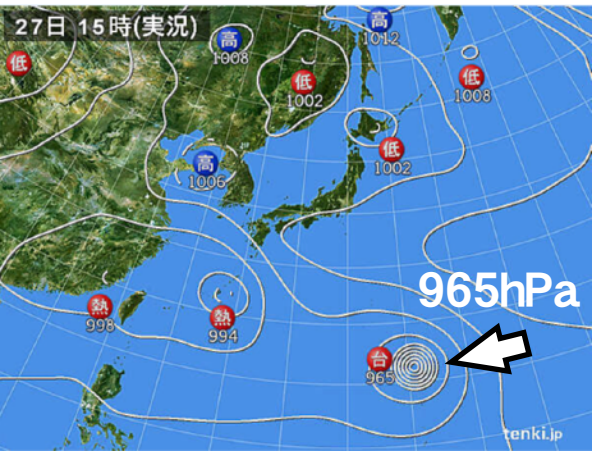 27日 15時(実況)
高
1012
高
1008
低
低
1002
低
1008
低
1002
高
1006
965hPa
熱
998
熱
994
台
965
tenki.jp